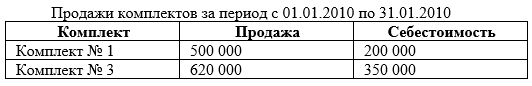 Продажи комплектов за период с 01.01.2010 по 31.01.2010
Комплект Продажа Себестоимость
Комплект № 1 500 000 200 000
Комплект № 3 620 000 350 000